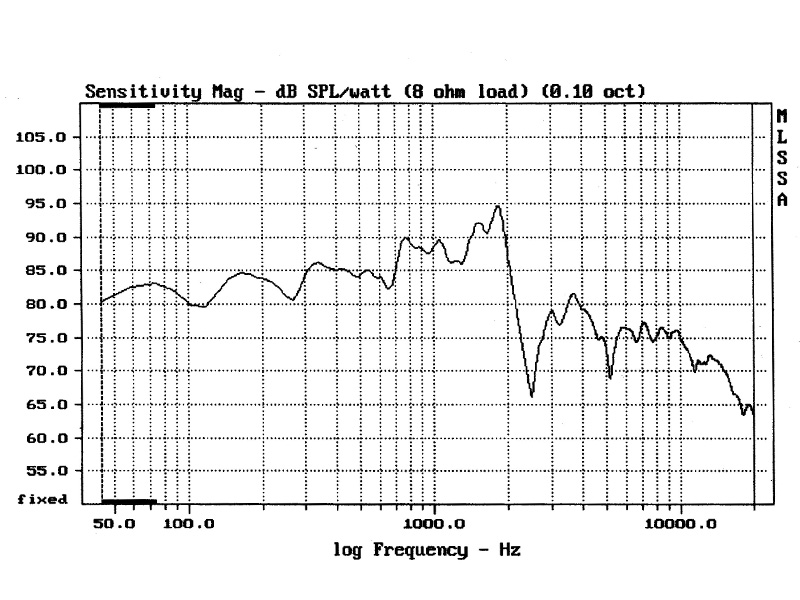 Sensitivity Mag - dB SPL/watt (8 ohm load) (0.10 oct)
MLSSA
105.0
100.0
95.0
90.0
85.0
80.0
75.0
70.0
65.0
60.0
55.0
fixed
50.0 100.0 1000.0 10000.0
log Frequency - Hz